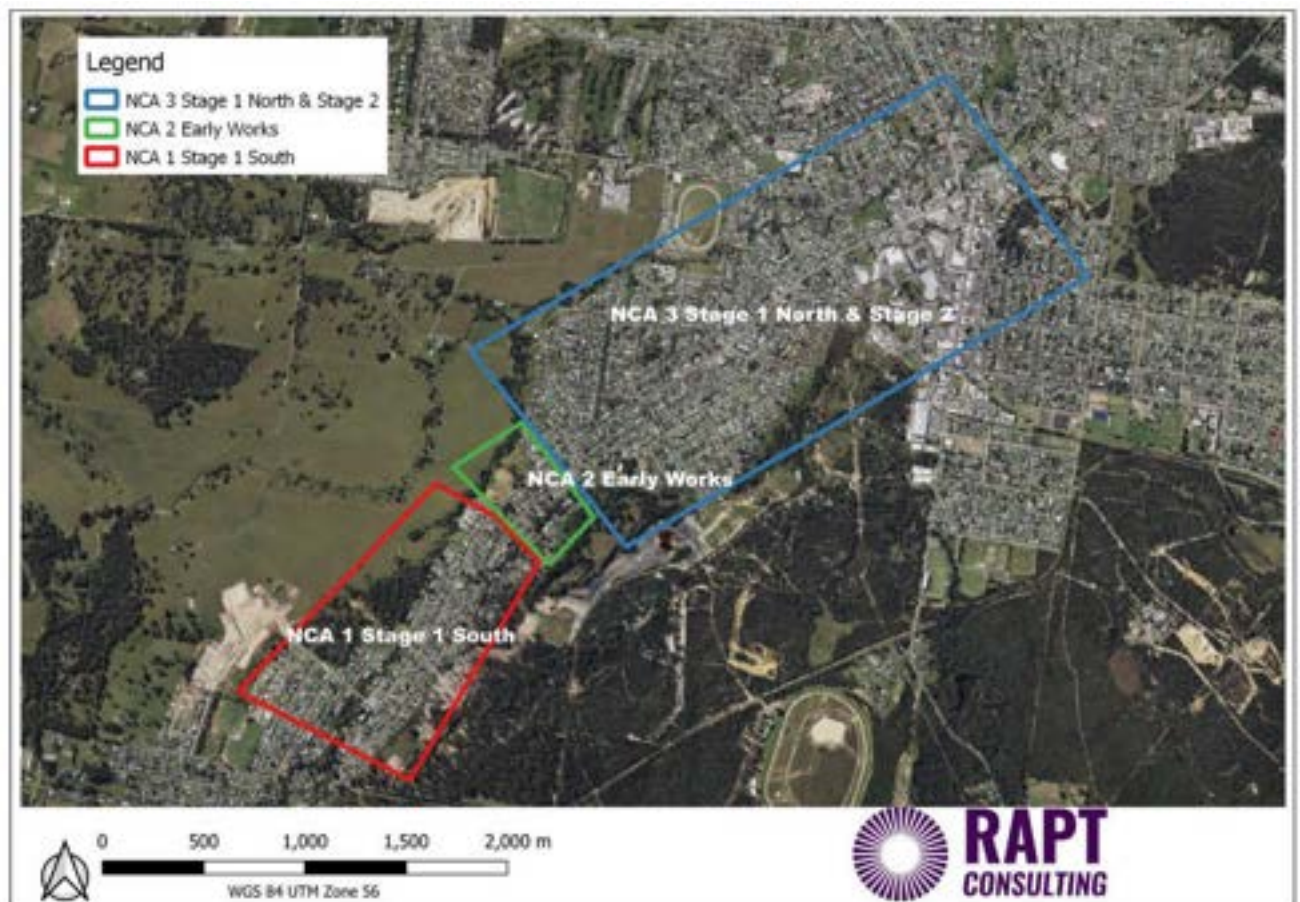 Legend
NCA 3 Stage 1 North & Stage 2
NCA 2 Early Works
NCA 1 Stage 1 South
NCA 3 Stage 1 North & Stage 2
NCA 2 Early Works
NCA 1 Stage 1 South
0 500 1,000 1,500 2,000 m
WGS 84 UTM Zone 56
RAPT
CONSULTING